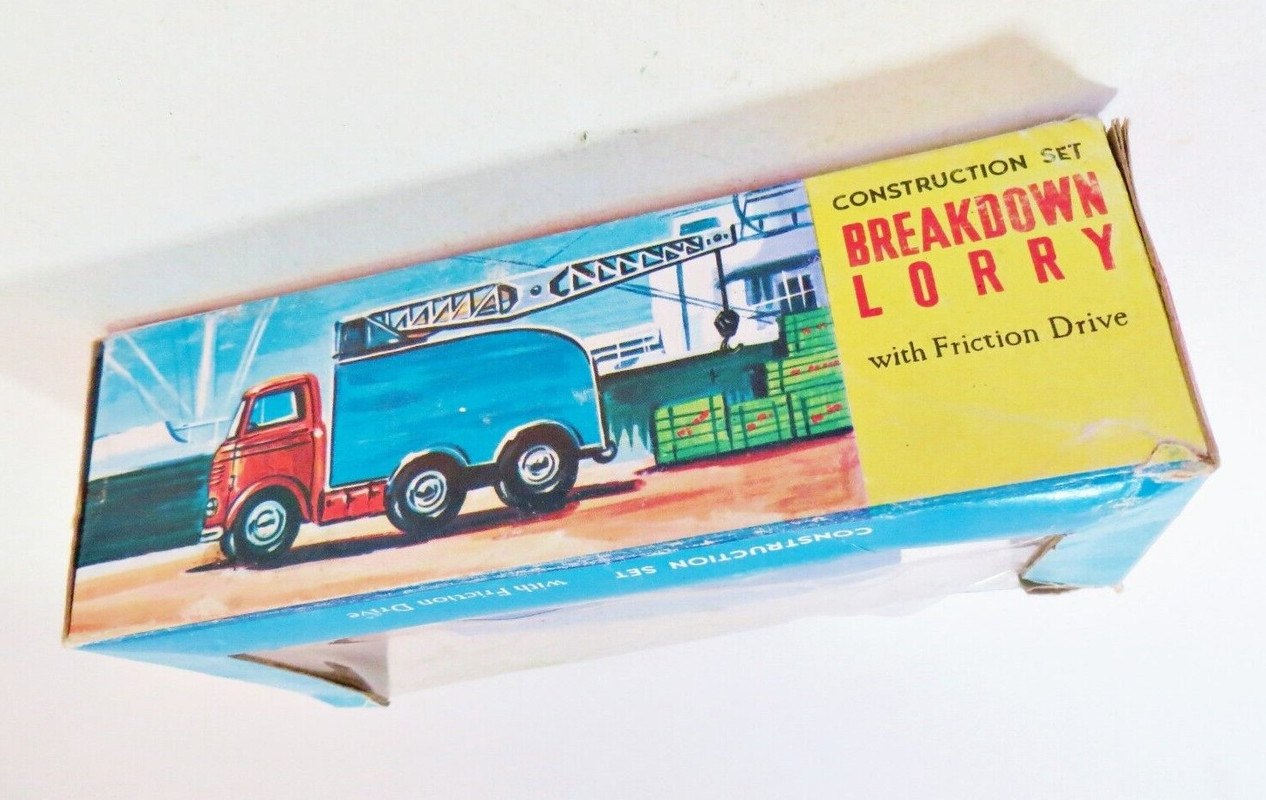 CONSTRUCTION SET
BREAKDOWN
LORRY
with Friction Drive
CONSTRUCTION SET
with Friction Drive